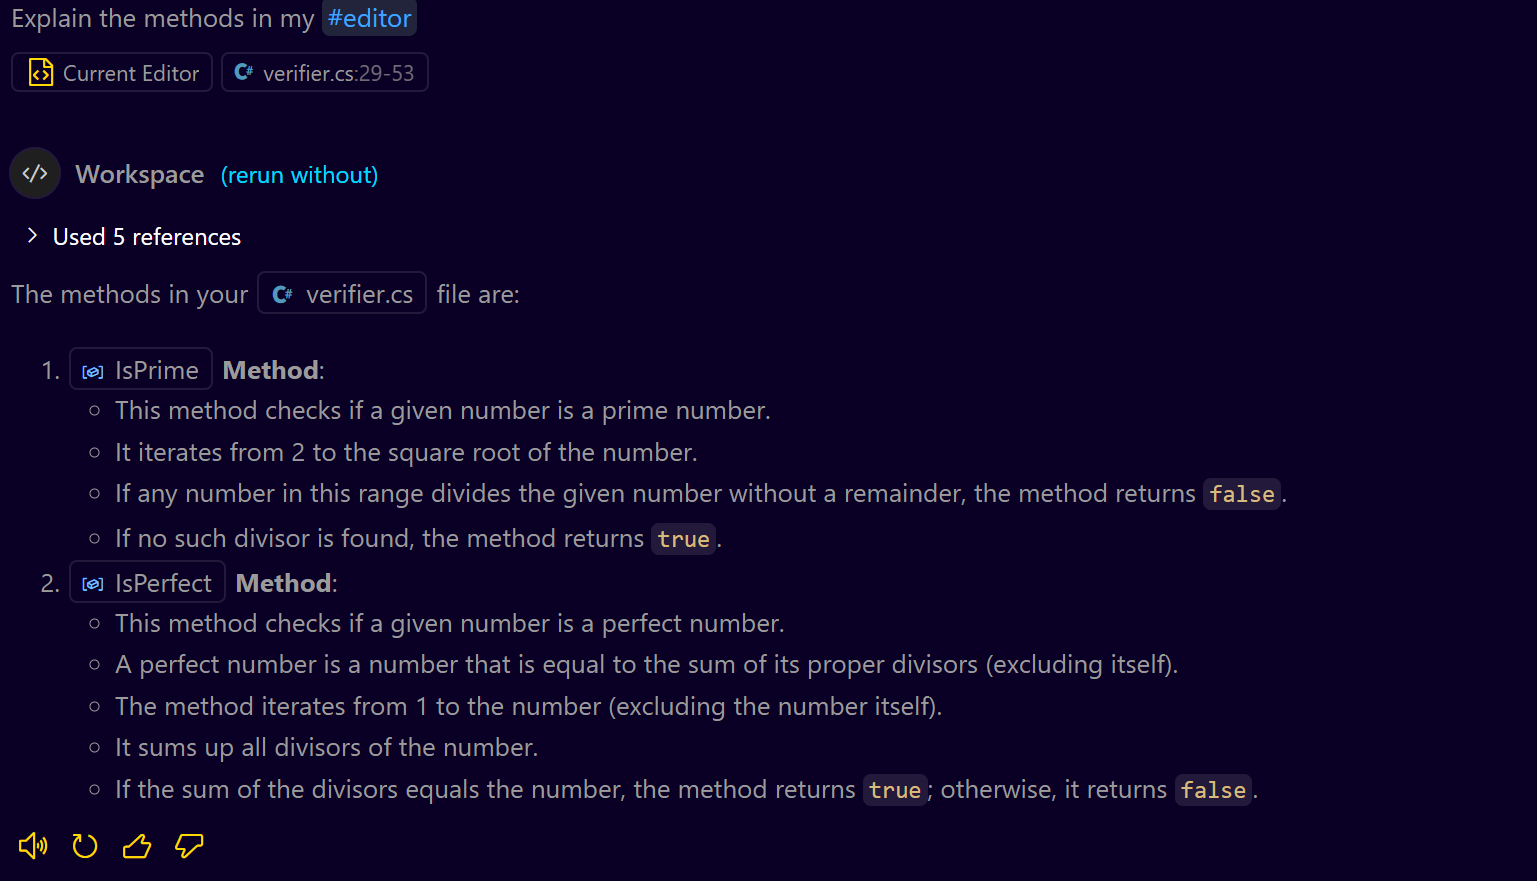 Explain the methods in my #editor
Current Editor C# verifier.cs:29-53
</> Workspace (rerun without)
> Used 5 references
The methods in your C# verifier.cs file are:
1. IsPrime Method:
○ This method checks if a given number is a prime number.
○ It iterates from 2 to the square root of the number.
○ If any number in this range divides the given number without a remainder, the method returns false.
○ If no such divisor is found, the method returns true.
2. IsPerfect Method:
○ This method checks if a given number is a perfect number.
○ A perfect number is a number that is equal to the sum of its proper divisors (excluding itself).
○ The method iterates from 1 to the number (excluding the number itself).
○ It sums up all divisors of the number.
○ If the sum of the divisors equals the number, the method returns true; otherwise, it returns false.